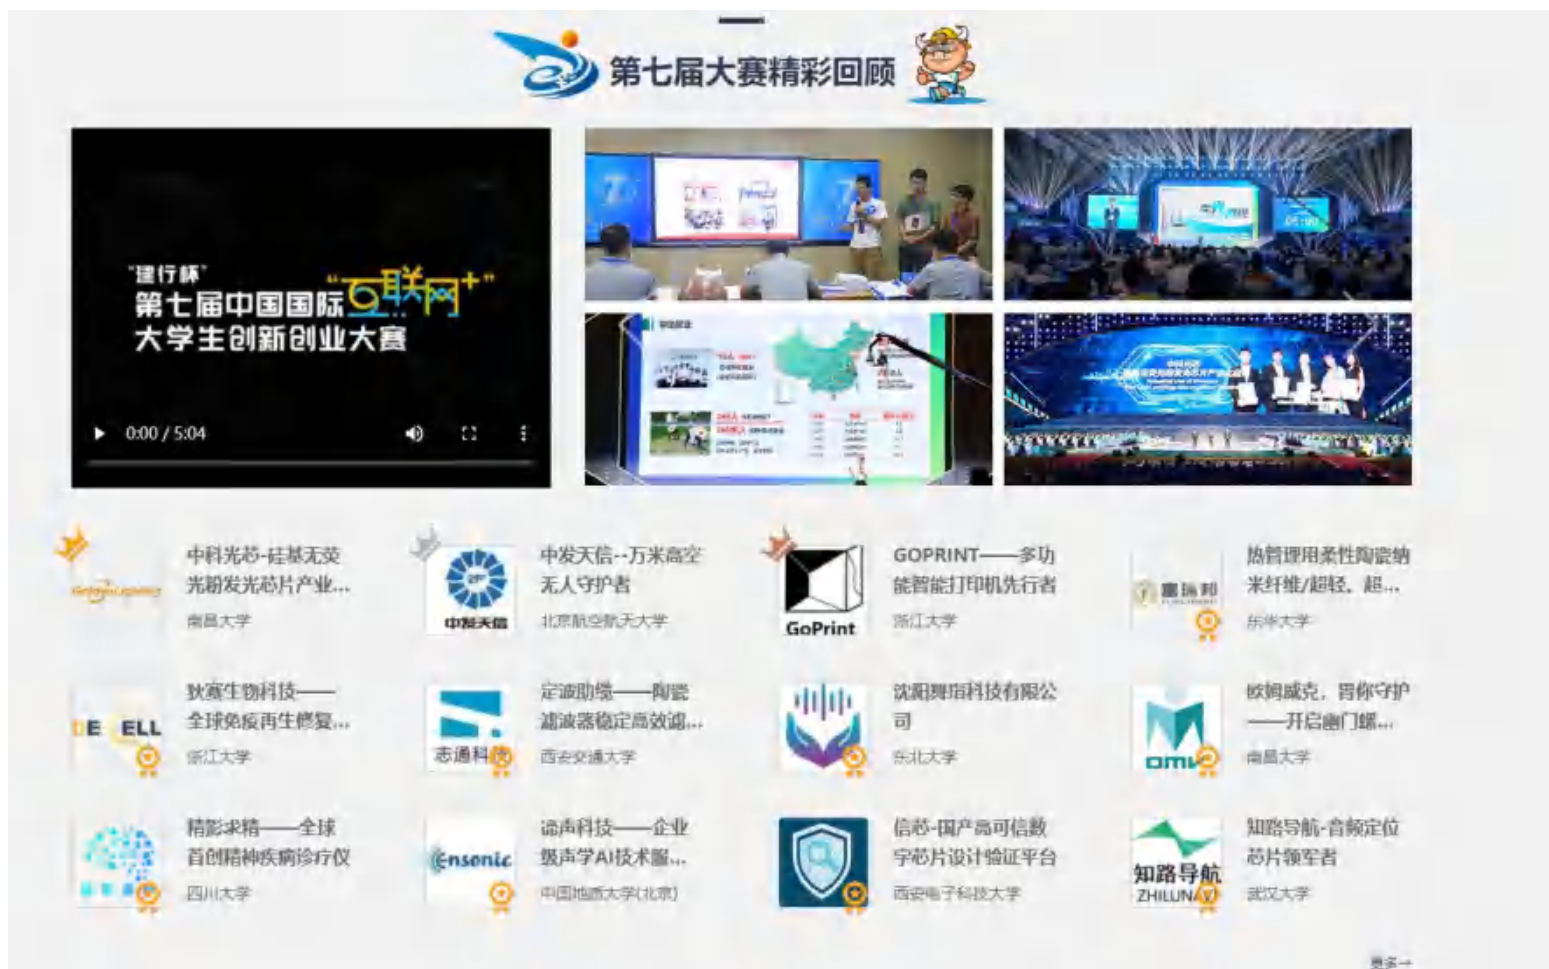 第七届大赛精彩回顾
"建行杯"
第七届中国国际"互联网+"
大学生创新创业大赛
0:00 / 5:04
中科光芯-硅基无荧
光粉发光芯片产业...
南昌大学
中发天信
中发天信--万米高空
无人守护者
北京航空航天大学
GoPrint
GOPRINT——多功
能智能打印机先行者
浙江大学
富瑞邦
热管理用柔性陶瓷纳
米纤维/超轻、超...
东华大学
狄赛生物科技——
全球免疫再生修复...
浙江大学
志通科技
定波助缆——陶瓷
滤波器稳定高效滤...
西安交通大学
沈阳舞指科技有限公
司
东北大学
欧姆威克，胃你守护
——开启幽门螺...
南昌大学
精影求精——全球
首创精神疾病诊疗仪
四川大学
Ensonic
谛声科技——企业
级声学AI技术服...
中国地质大学(北京)
信芯-国产高可信数
字芯片设计验证平台
西安电子科技大学
知路导航
ZHILUNAVI
知路导航-音频定位
芯片领军者
武汉大学
更多→